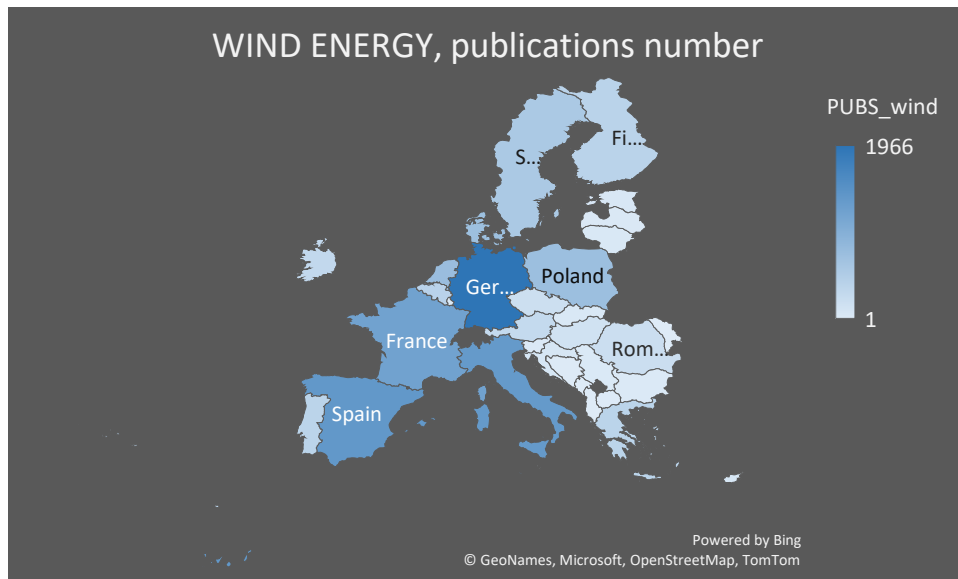 WIND ENERGY, publications number
PUBS_wind
1966
1
S...
Fi...
Ger...
Poland
France
Rom...
Spain
Powered by Bing
© GeoNames, Microsoft, OpenStreetMap, TomTom